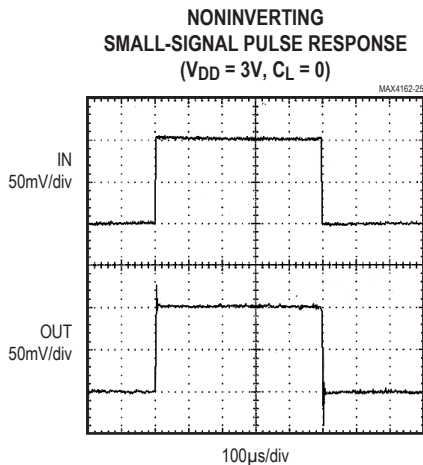 NONINVERTING
SMALL-SIGNAL PULSE RESPONSE
(VDD = 3V, CL = 0)
MAX4162-25
IN
50mV/div
OUT
50mV/div
100µs/div